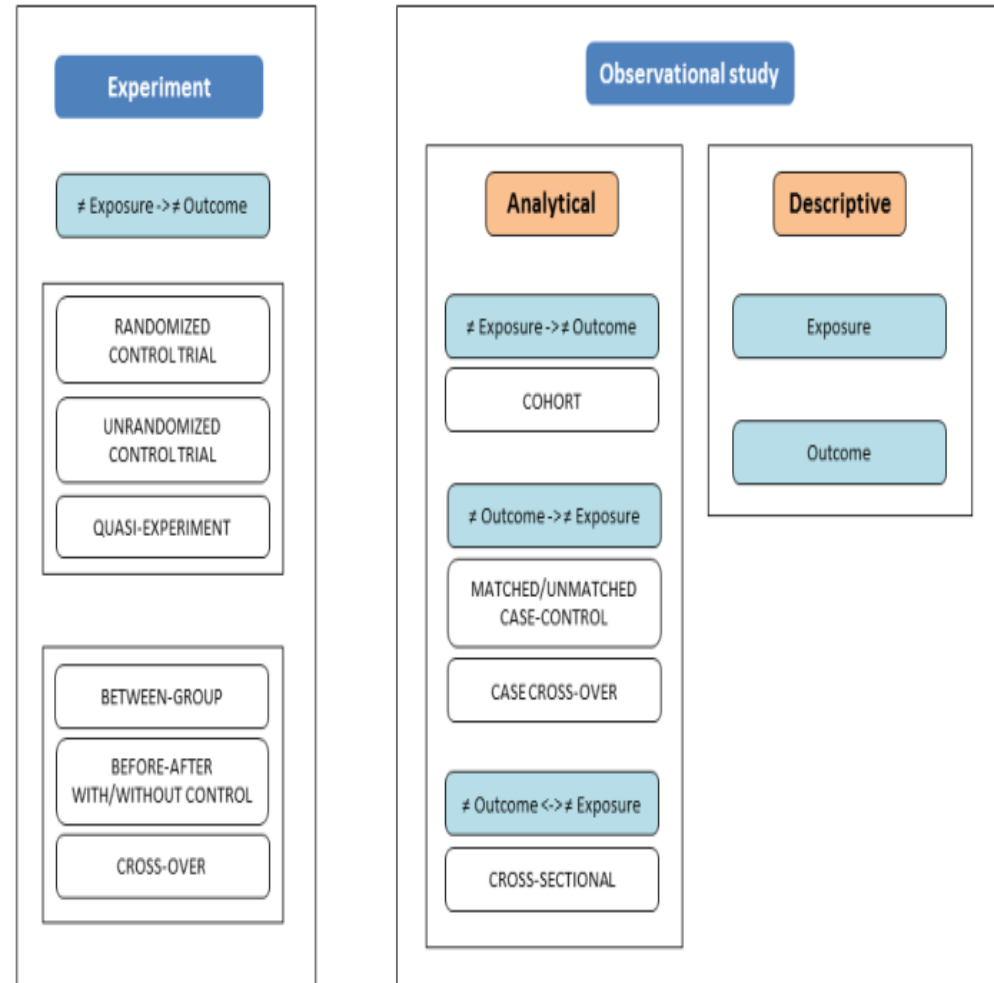 Experiment
≠ Exposure -> ≠ Outcome
RANDOMIZED
CONTROL TRIAL
UNRANDOMIZED
CONTROL TRIAL
QUASI-EXPERIMENT
BETWEEN-GROUP
BEFORE-AFTER
WITH/WITHOUT CONTROL
CROSS-OVER
Observational study
Analytical
≠ Exposure -> ≠ Outcome
COHORT
≠ Outcome -> ≠ Exposure
MATCHED/UNMATCHED
CASE-CONTROL
CASE CROSS-OVER
≠ Outcome <-> ≠ Exposure
CROSS-SECTIONAL
Descriptive
Exposure
Outcome